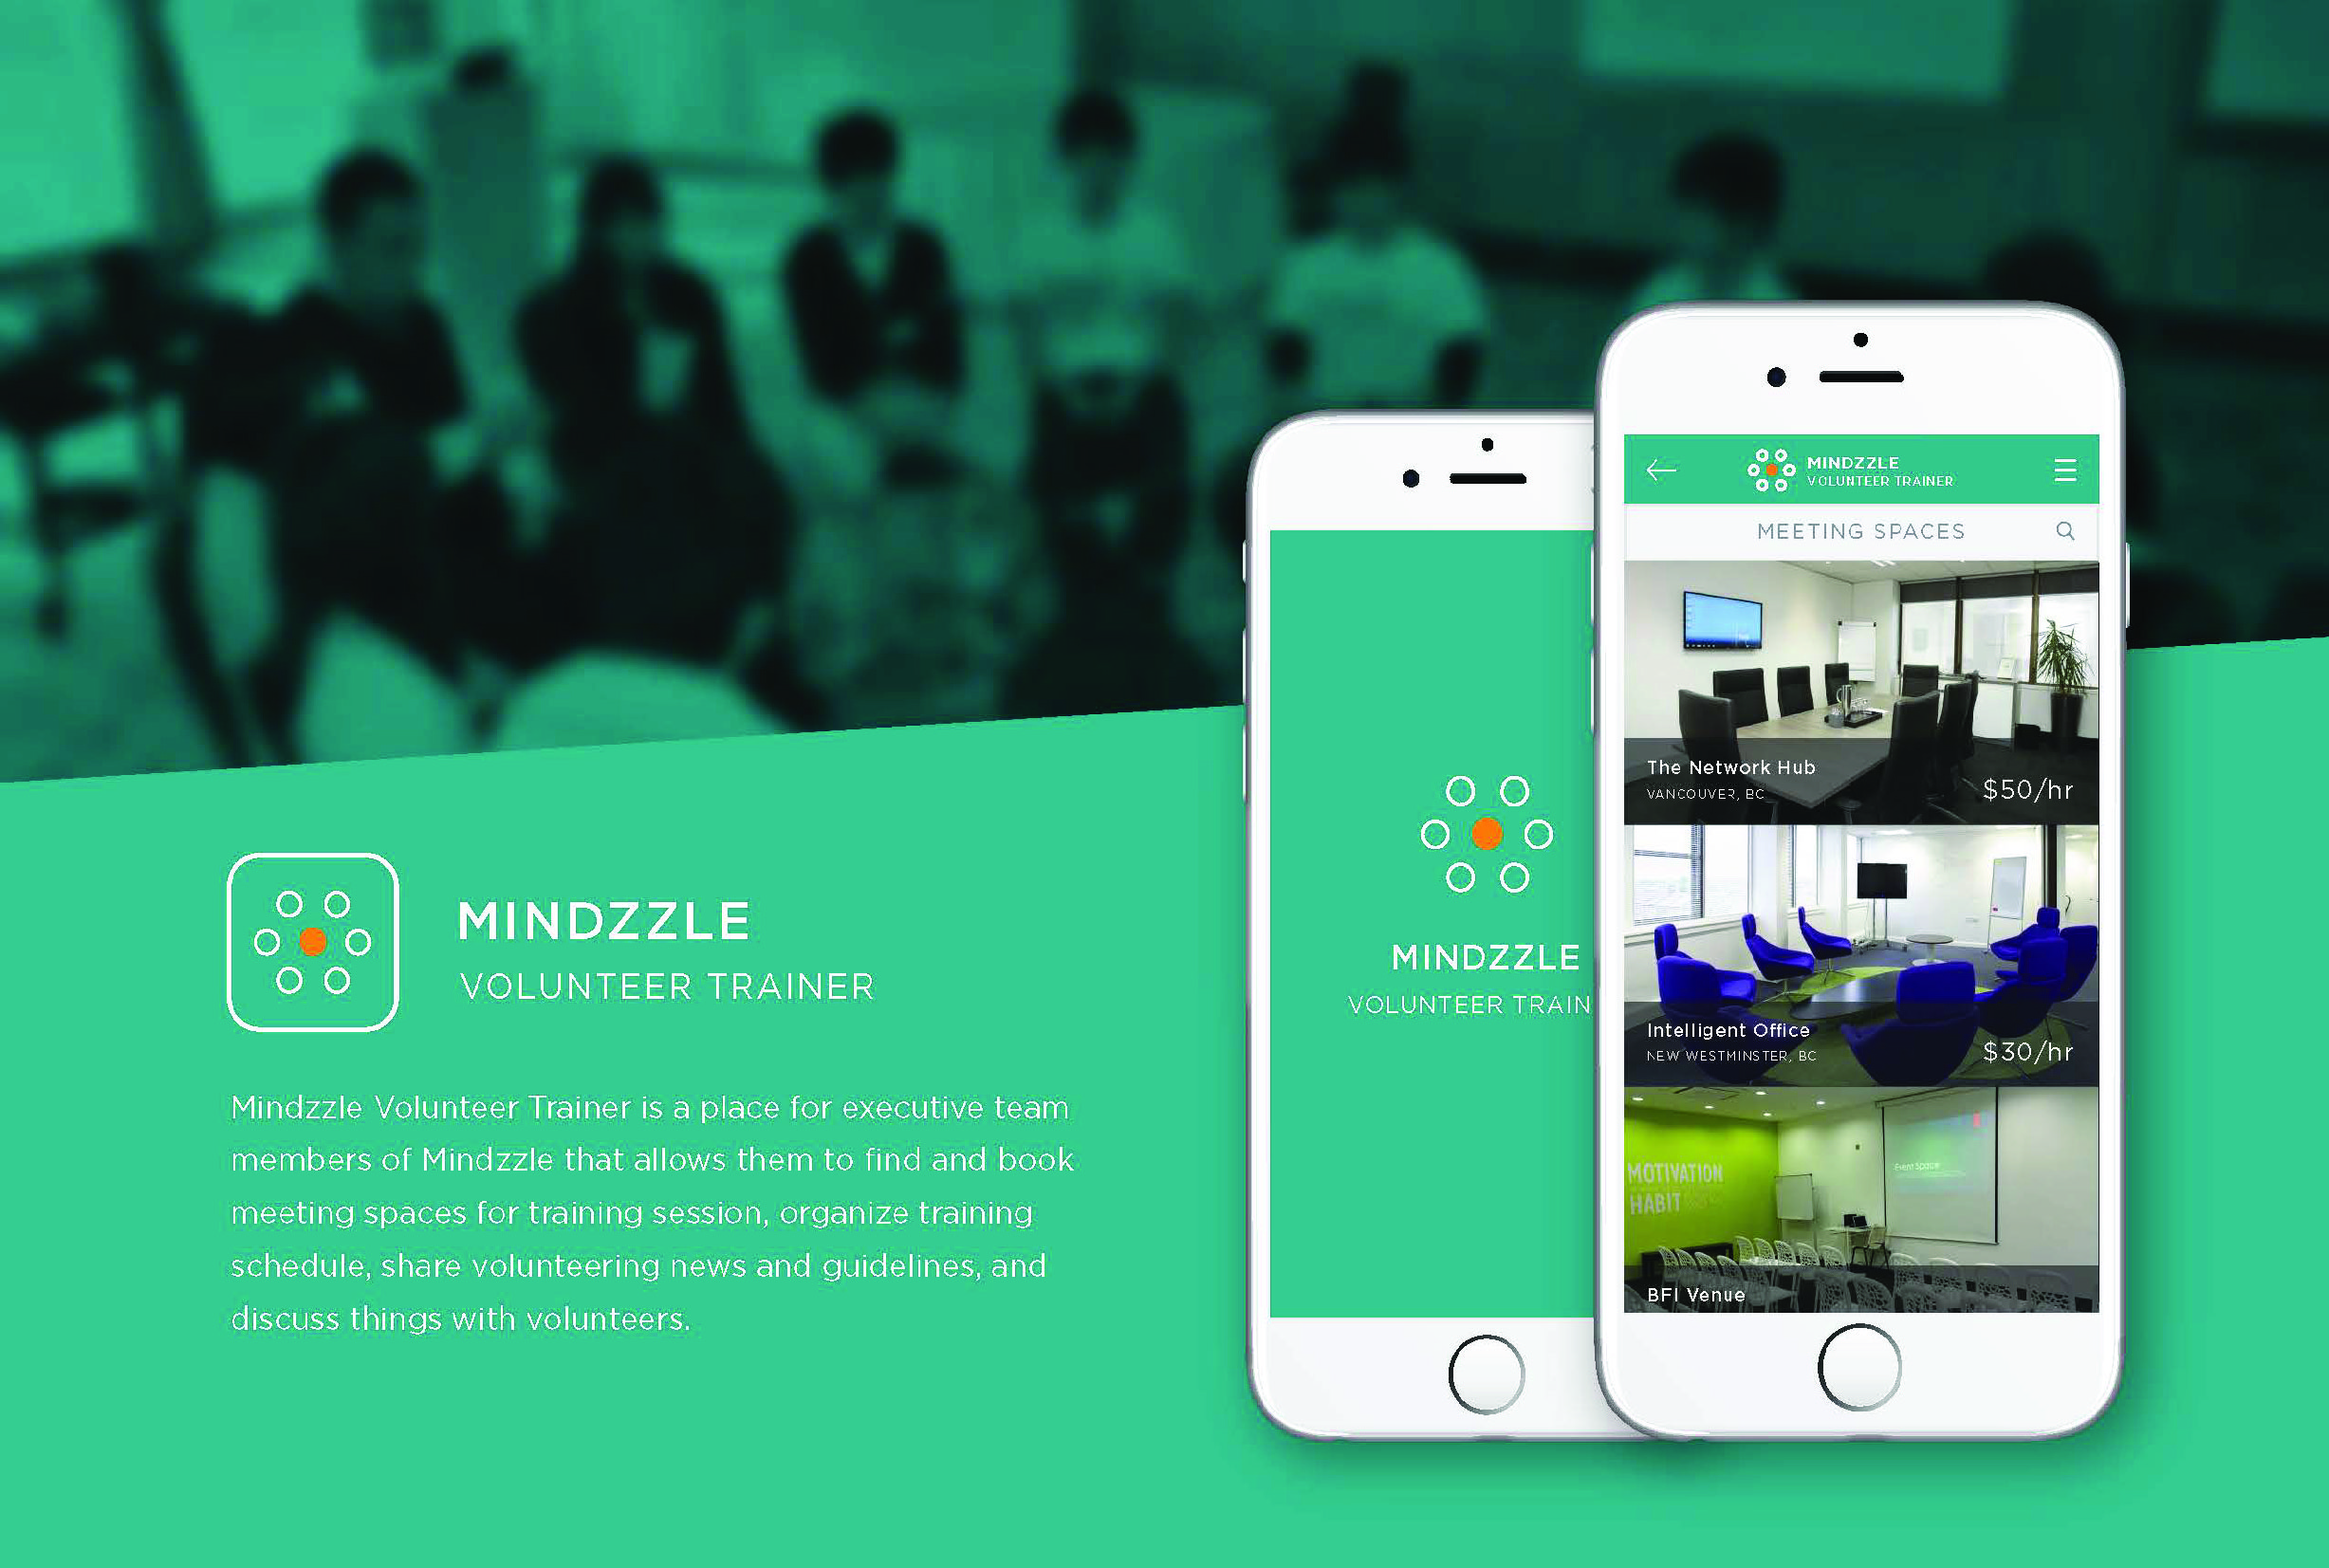 MINDZZLE
VOLUNTEER TRAINER
Mindzzle Volunteer Trainer is a place for executive team
members of Mindzzle that allows them to find and book
meeting spaces for training session, organize training
schedule, share volunteering news and guidelines, and
discuss things with volunteers.
MINDZZLE
VOLUNTEER TRAIN
MINDZZLE
VOLUNTEER TRAINER
MEETING SPACES
The Network Hub
VANCOUVER, BC
$50/hr
Intelligent Office
NEW WESTMINSTER, BC
$30/hr
MOTIVATION
HABIT
Event Space
BFI Venue